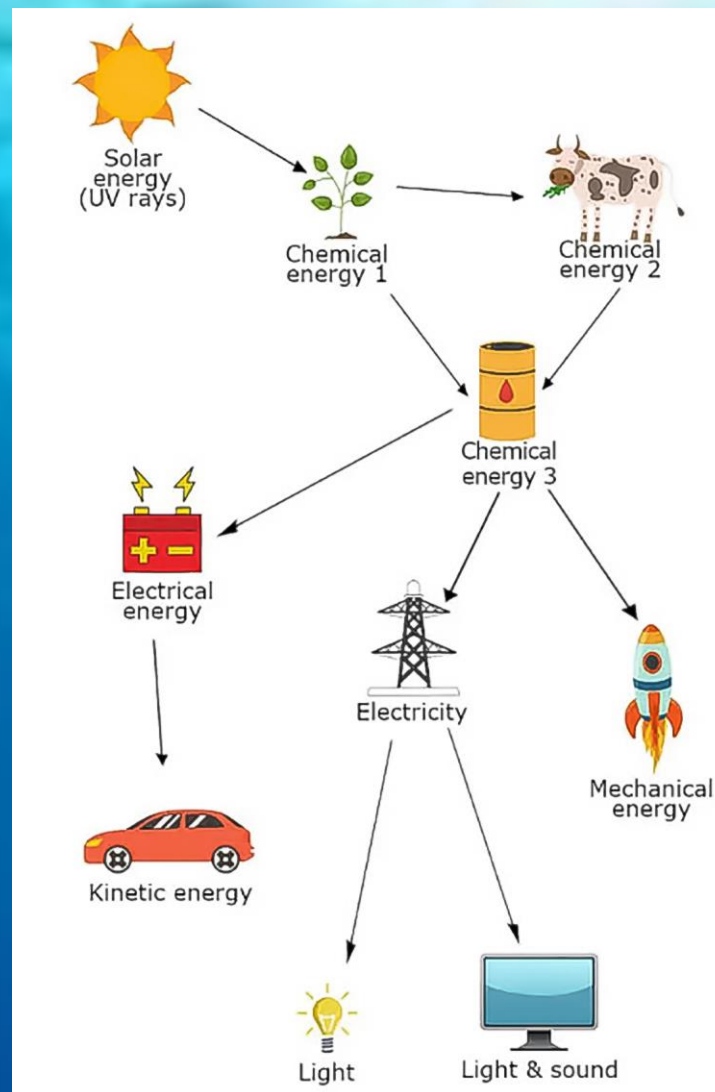 Solar
energy
(UV rays)
Chemical
energy 1
Chemical
energy 2
Chemical
energy 3
Electrical
energy
Electricity
Mechanical
energy
Kinetic energy
Light
Light & sound